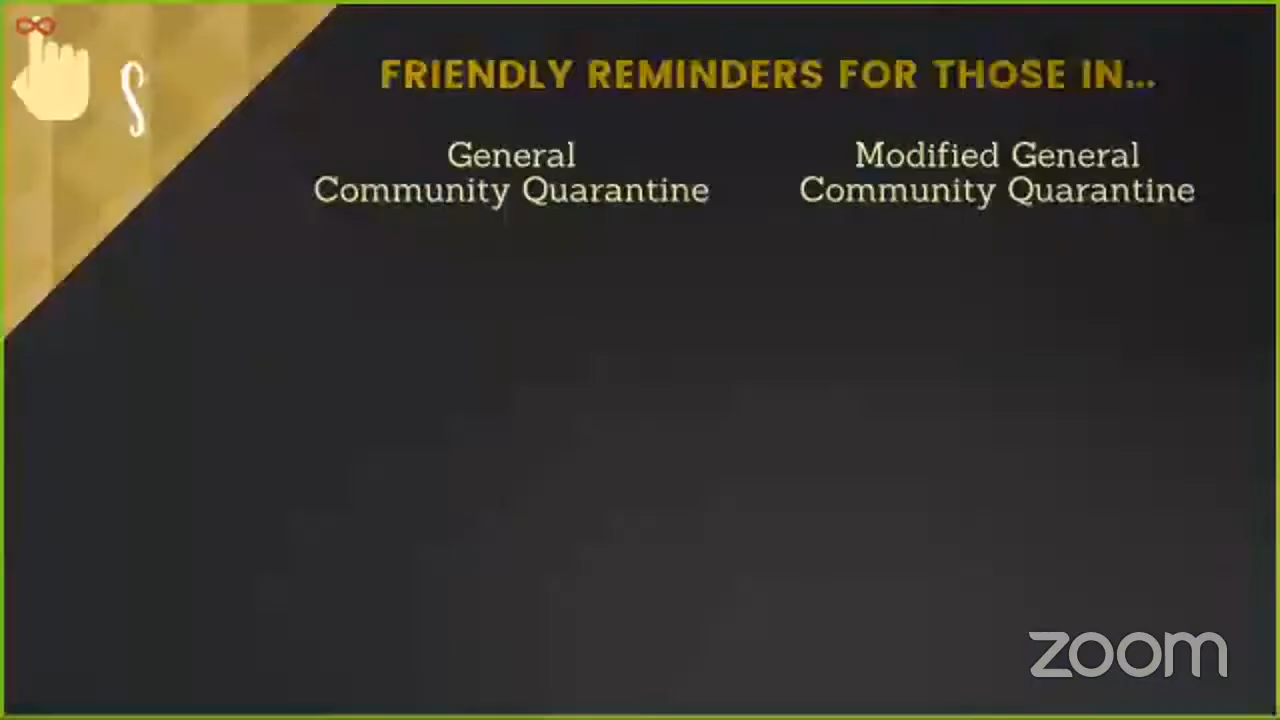 S
FRIENDLY REMINDERS FOR THOSE IN...
General
Community Quarantine
Modified General
Community Quarantine
zoom